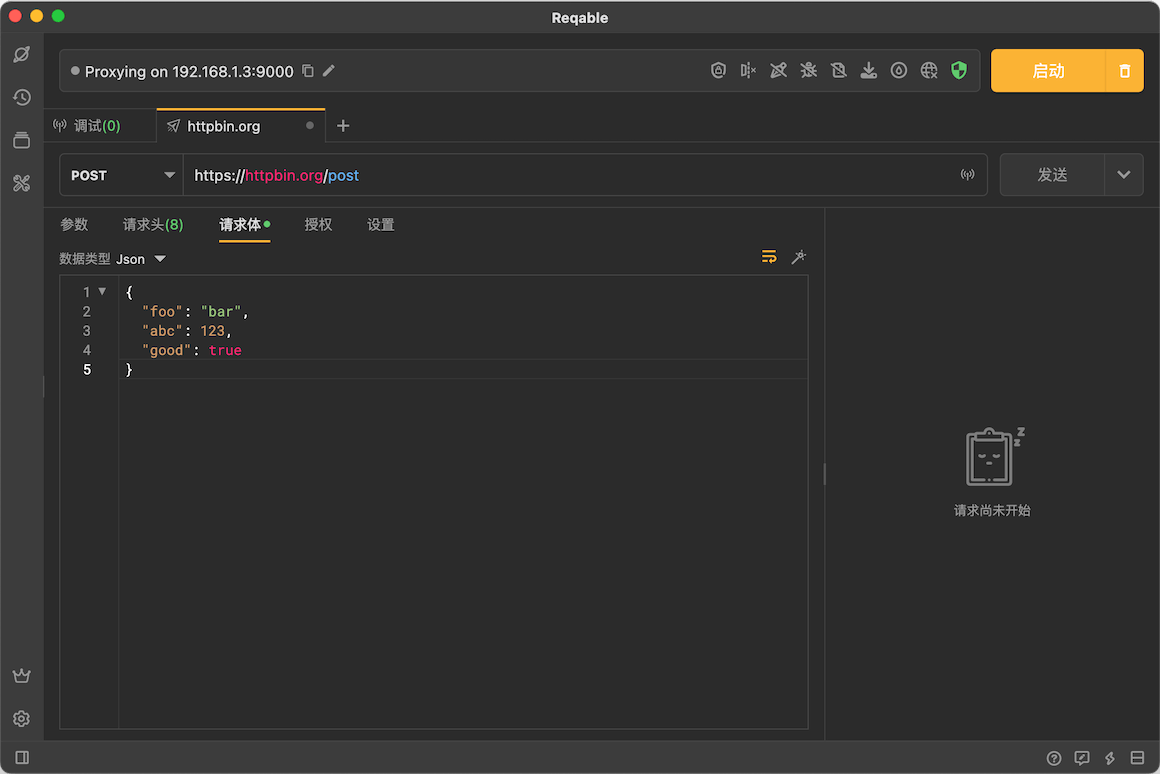 Reqable
Proxying on 192.168.1.3:9000
启动
调试(0)
httpbin.org
POST
https://httpbin.org/post
发送
参数
请求头(8)
请求体
授权
设置
数据类型 Json
1 {
2 "foo": "bar",
3 "abc": 123,
4 "good": true
5 }
z
z
请求尚未开始